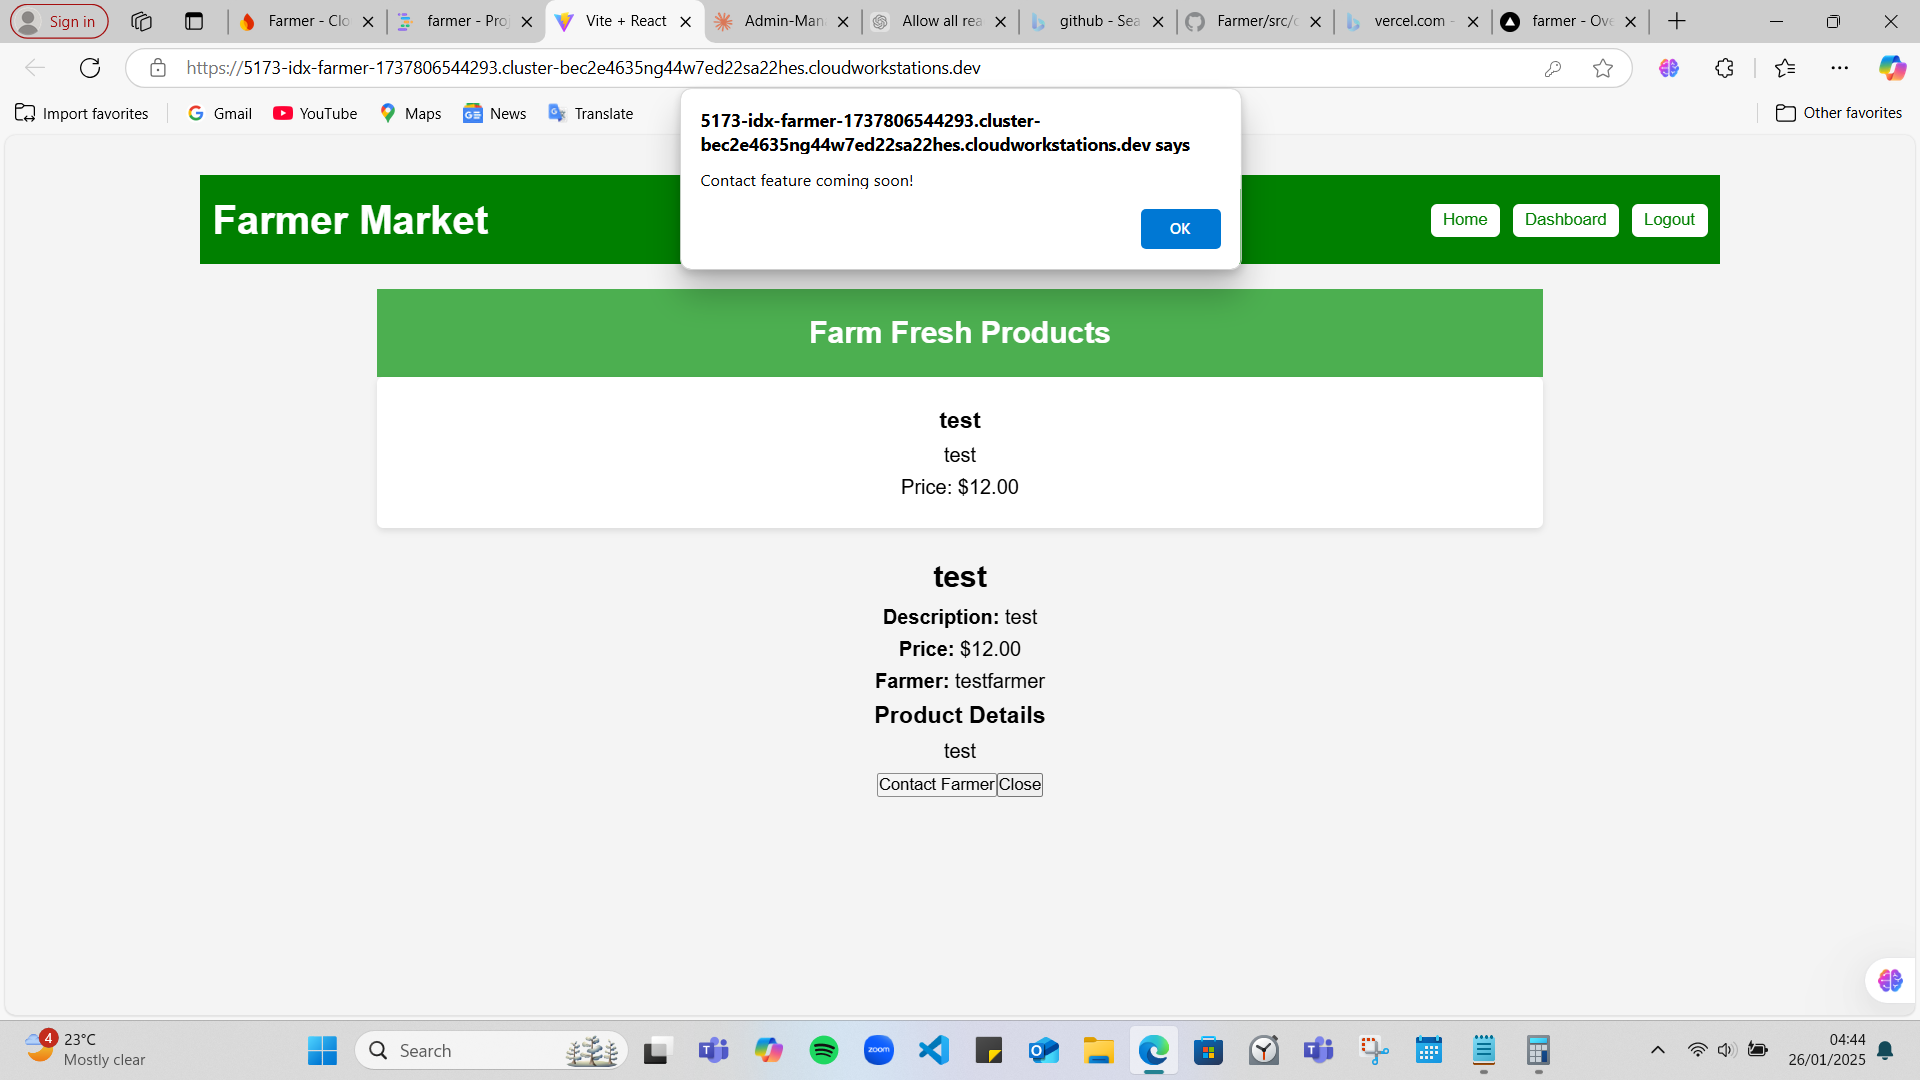 Sign in
Farmer - Clo
farmer - Proj
Vite + React
Admin-Man
Allow all rea
github - Sea
Farmer/src/c
vercel.com -
farmer - Ove
https://5173-idx-farmer-1737806544293.cluster-bec2e4635ng44w7ed22sa22hes.cloudworkstations.dev
Import favorites
Gmail
YouTube
Maps
News
Translate
Other favorites
5173-idx-farmer-1737806544293.cluster-
bec2e4635ng44w7ed22sa22hes.cloudworkstations.dev says
Contact feature coming soon!
OK
Farmer Market
Home
Dashboard
Logout
Farm Fresh Products
test
test
Price: $12.00
test
Description: test
Price: $12.00
Farmer: testfarmer
Product Details
test
Contact Farmer
Close
4
23°C
Mostly clear
Search
zoom
04:44
26/01/2025